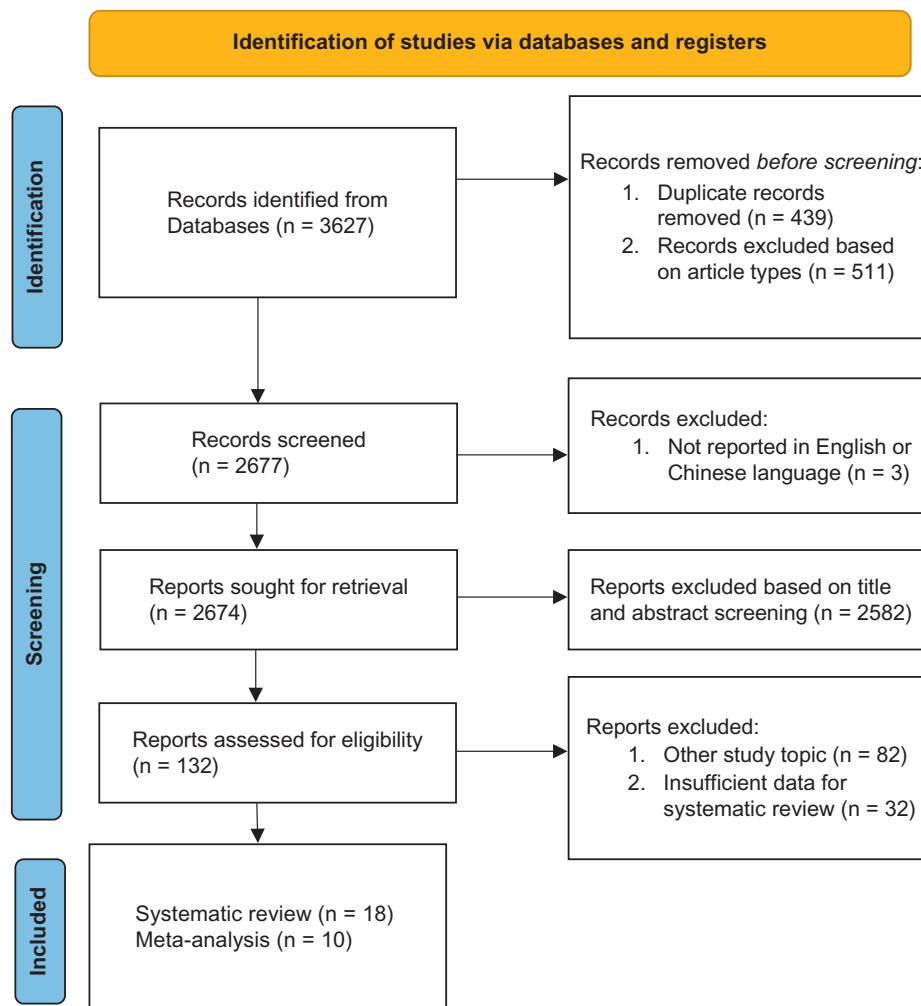 Identification of studies via databases and registers
Identification
Records identified from
Databases (n = 3627)
Records removed before screening:
1. Duplicate records
removed (n = 439)
2. Records excluded based
on article types (n = 511)
Screening
Records screened
(n = 2677)
Records excluded:
1. Not reported in English or
Chinese language (n = 3)
Reports sought for retrieval
(n = 2674)
Reports excluded based on title
and abstract screening (n = 2582)
Reports assessed for eligibility
(n = 132)
Reports excluded:
1. Other study topic (n = 82)
2. Insufficient data for
systematic review (n = 32)
Included
Systematic review (n = 18)
Meta-analysis (n = 10)